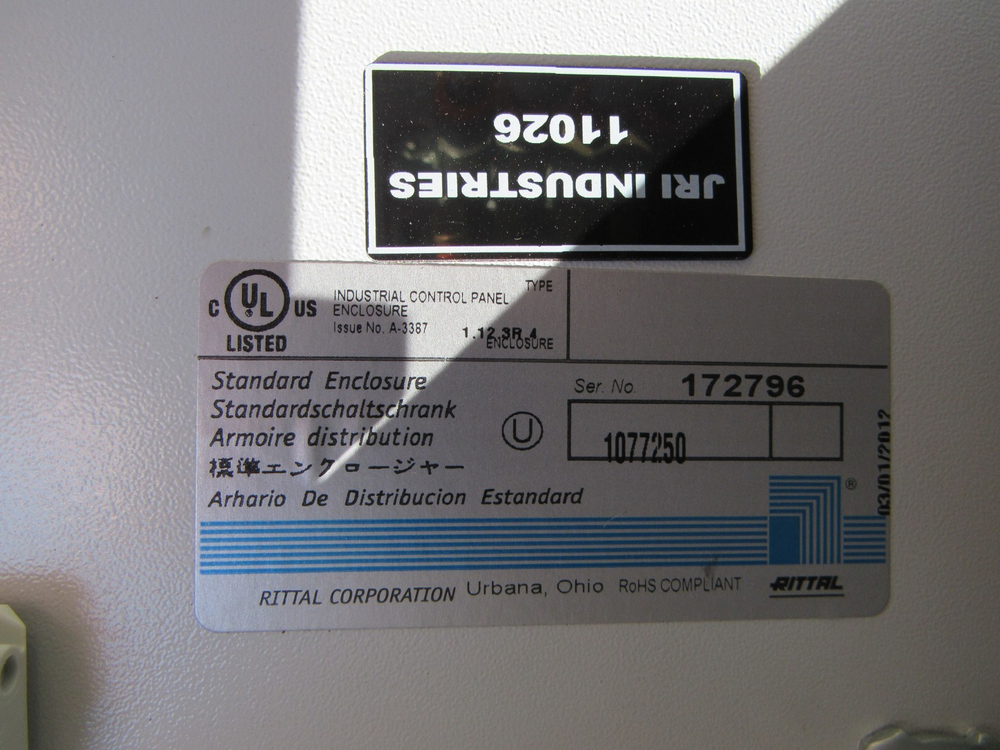 JRI INDUSTRIES
11026
C UL US
LISTED
INDUSTRIAL CONTROL PANEL
ENCLOSURE
Issue No. A-3387
TYPE
1,12,3R,4
ENCLOSURE
Standard Enclosure
Standardschaltschrank
Armoire distribution
標準エンクロージャー
Arhario De Distribucion Estandard
U
Ser. No. 172796
1077250
03/01/2012
®
RITTAL
RITTAL CORPORATION Urbana, Ohio RoHS COMPLIANT